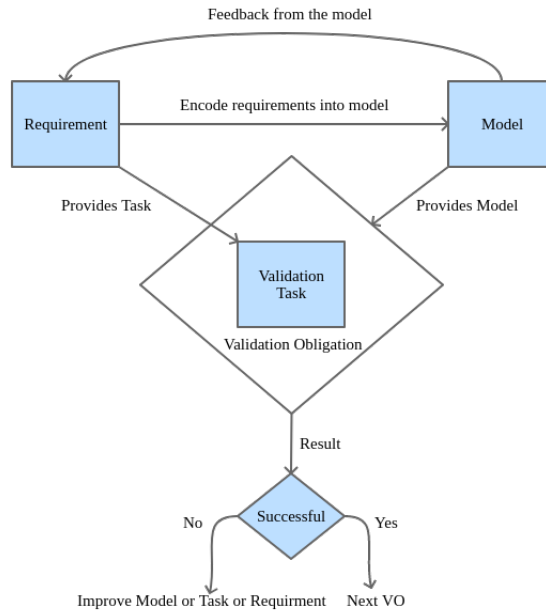 Feedback from the model
Encode requirements into model
Requirement
Model
Provides Task
Provides Model
Validation
Task
Validation Obligation
Result
Successful
No
Yes
Improve Model or Task or Requirment
Next VO